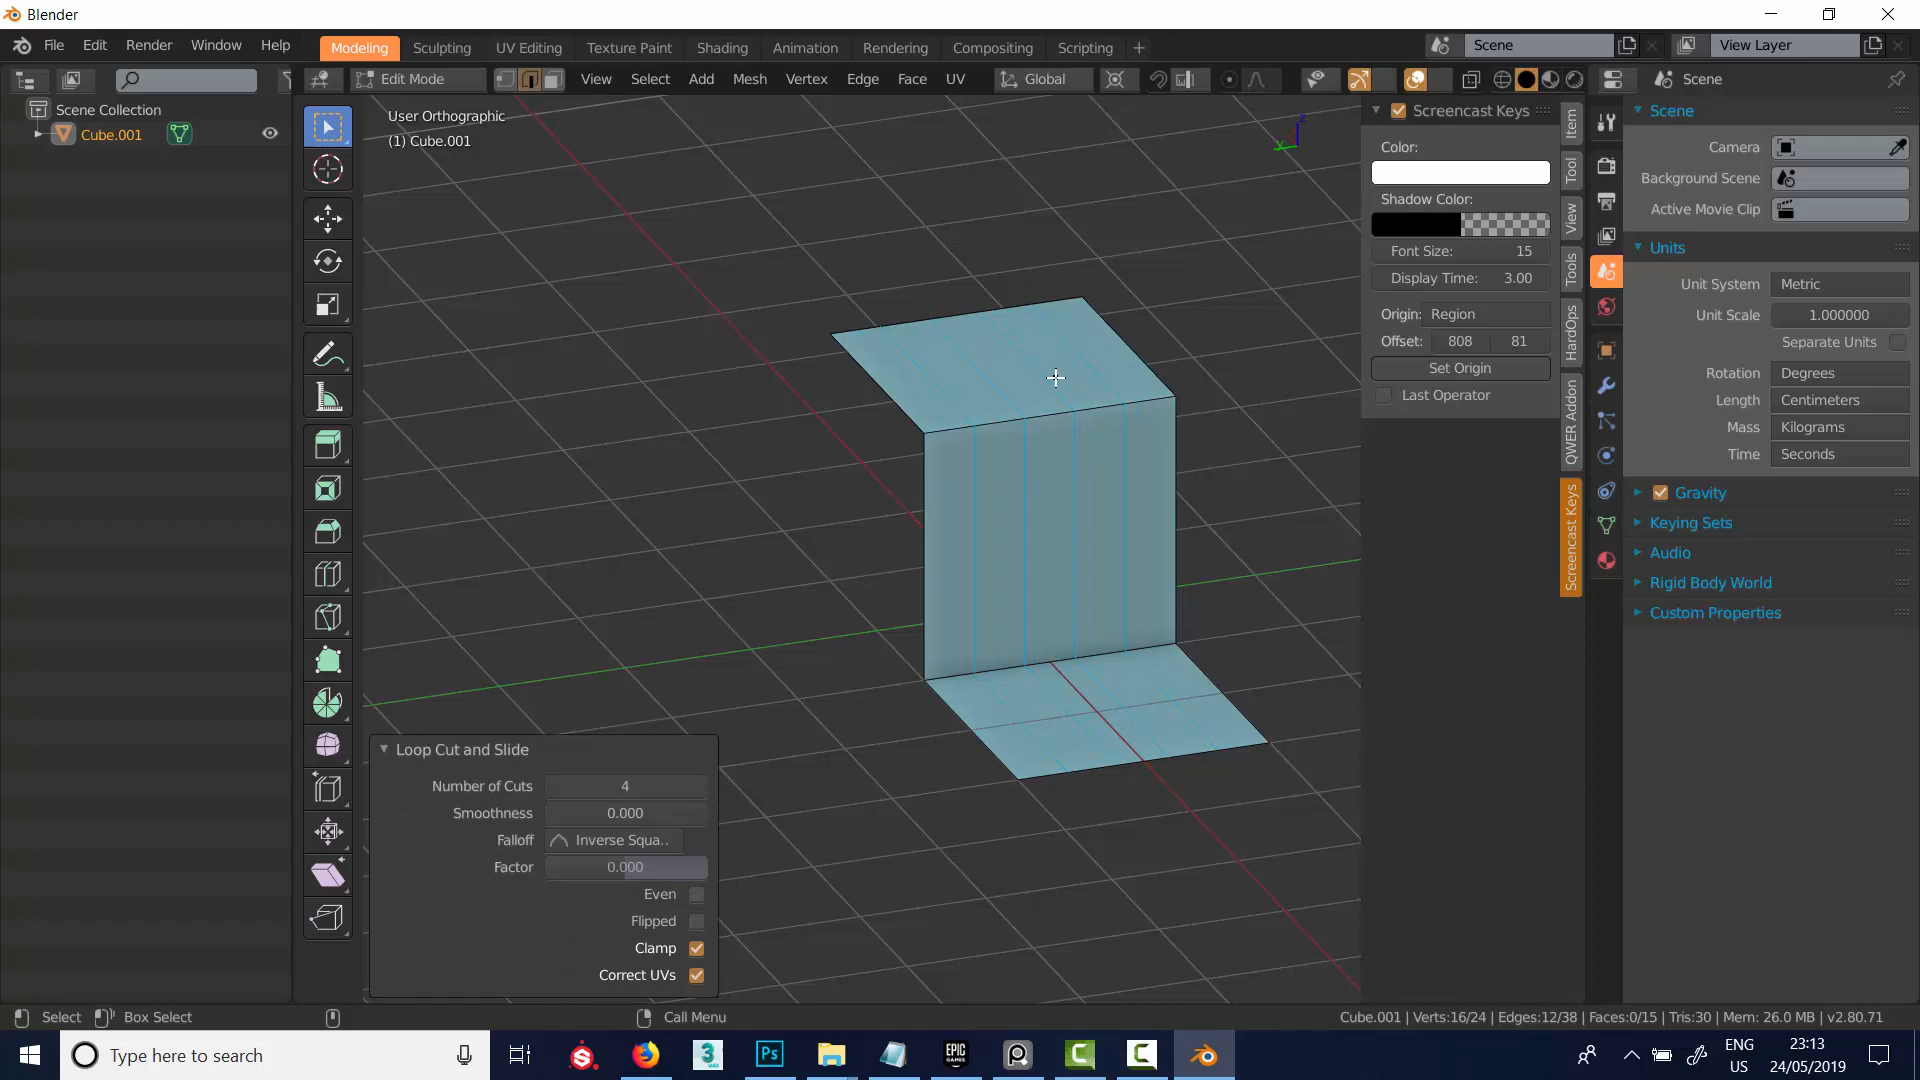 Blender
File Edit Render Window Help
Modeling Sculpting UV Editing Texture Paint Shading Animation Rendering Compositing Scripting +
Scene
View Layer
Edit Mode
View Select Add Mesh Vertex Edge Face UV
Global
Scene
Scene Collection
Cube.001
User Orthographic
(1) Cube.001
Z
Y
Screencast Keys
Color:
Shadow Color:
Font Size: 15
Display Time: 3.00
Origin: Region
Offset: 808 81
Set Origin
Last Operator
Item
Tool
View
Tools
HardOps
QWER Addon
Screencast Keys
Scene
Camera
Background Scene
Active Movie Clip
Units
Unit System Metric
Unit Scale 1.000000
Separate Units
Rotation Degrees
Length Centimeters
Mass Kilograms
Time Seconds
Gravity
Keying Sets
Audio
Rigid Body World
Custom Properties
Loop Cut and Slide
Number of Cuts 4
Smoothness 0.000
Falloff Inverse Squa..
Factor 0.000
Even
Flipped
Clamp
Correct UVs
Select Box Select Call Menu
Cube.001 | Verts:16/24 | Edges:12/38 | Faces:0/15 | Tris:30 | Mem: 26.0 MB | v2.80.71
Type here to search
3
Ps
EPIC
GAMES
ENG
US
23:13
24/05/2019